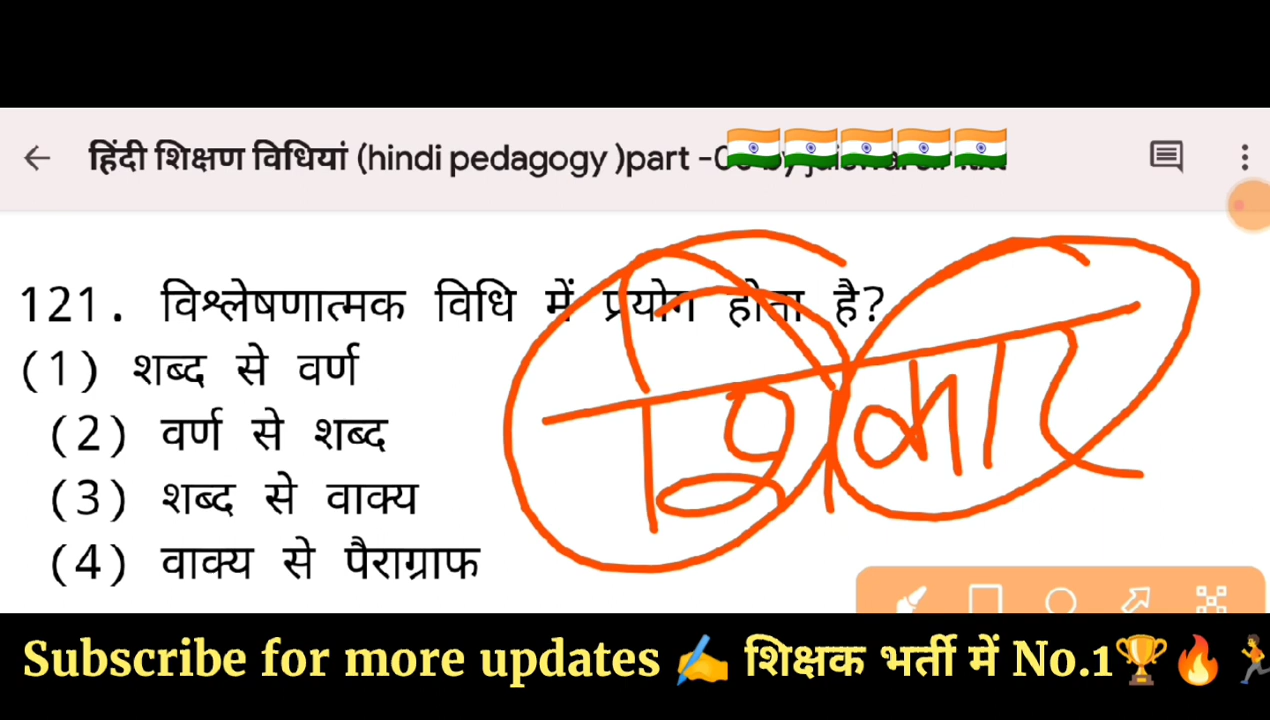 हिंदी शिक्षण विधियां (hindi pedagogy )part
121. विश्लेषणात्मक विधि में प्रयोग होता है?
(1) शब्द से वर्ण
(2) वर्ण से शब्द
(3) शब्द से वाक्य
(4) वाक्य से पैराग्राफ
Subscribe for more updates ✍️ शिक्षक भर्ती में No.1🏆🔥